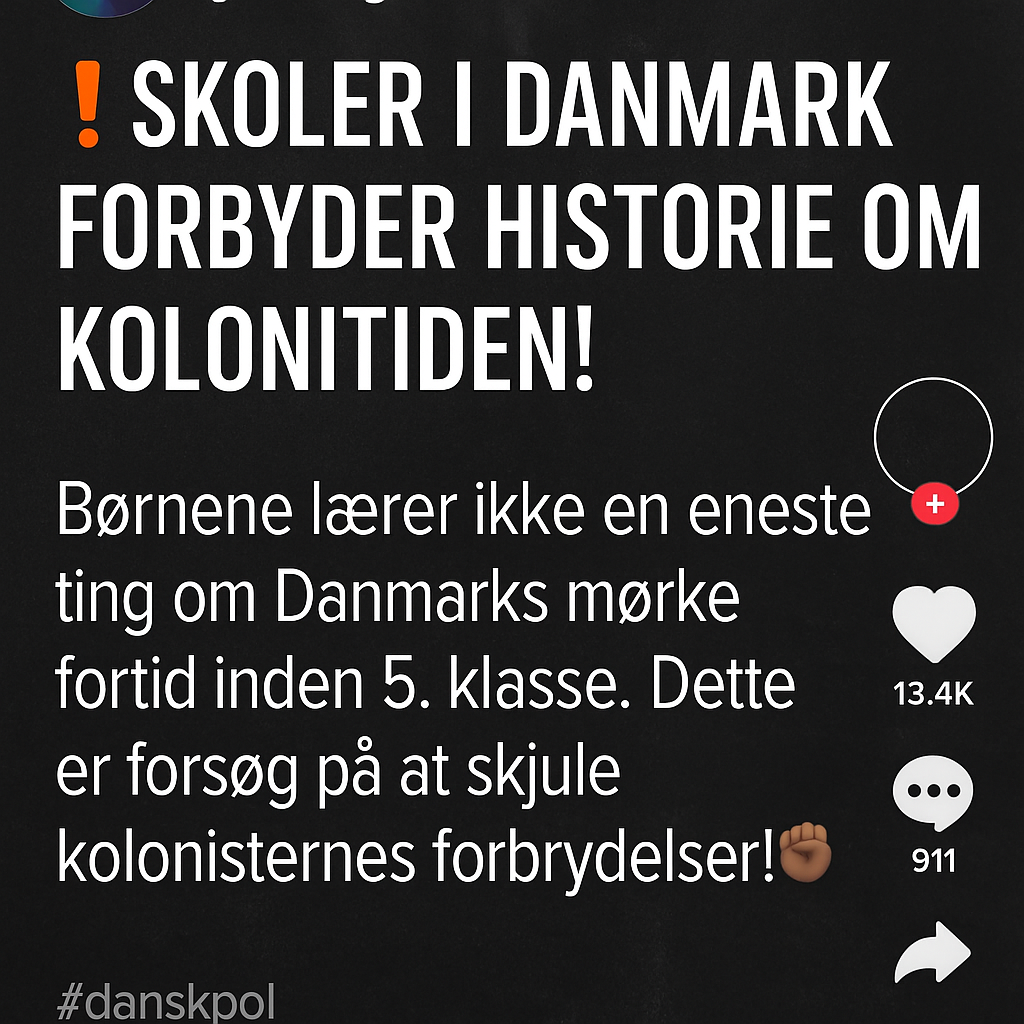 ❗SKOLER I DANMARK
FORBYDER HISTORIE OM
KOLONITIDEN!
Børnene lærer ikke en eneste
ting om Danmarks mørke
fortid inden 5. klasse. Dette
er forsøg på at skjule
kolonisternes forbrydelser!✊🏾
13.4K
911
#danskpol